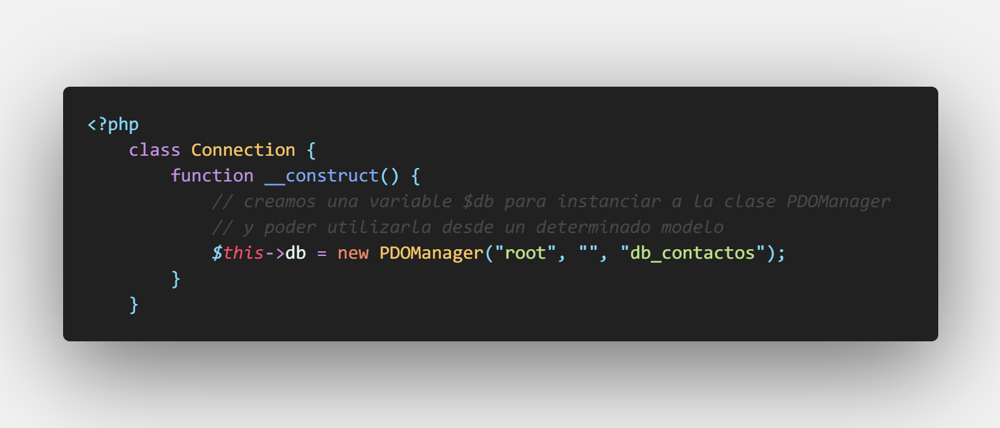 <?php
    class Connection {
        function __construct() {
            // creamos una variable $db para instanciar a la clase PDOManager
            // y poder utilizarla desde un determinado modelo
            $this->db = new PDOManager("root", "", "db_contactos");
        }
    }